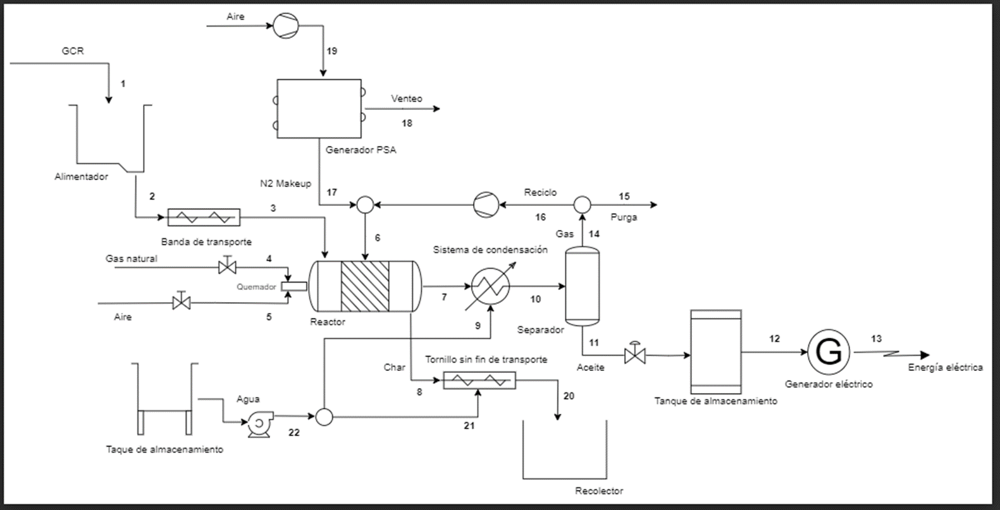 Aire
19
GCR
1
Venteo
18
Generador PSA
Alimentador
N2 Makeup
17
2
3
Reciclo
15
16
Purga
6
Gas
14
Banda de transporte
Sistema de condensación
Gas natural
4
Quemador
7
10
Aire
5
Reactor
9
Separador
11
12
13
G
Aceite
Energía eléctrica
Char
Tornillo sin fin de transporte
Generador eléctrico
8
20
Tanque de almacenamiento
Agua
22
21
Taque de almacenamiento
Recolector